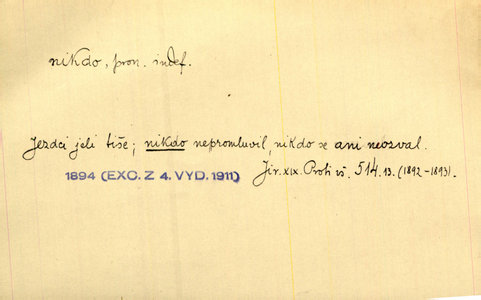 nikdo, pron. indef.
Jezdci jeli tiše; nikdo nepromluvil, nikdo se ani neozval.
1894 (EXC. Z 4. VYD. 1911) Jir. XIX. Proti vš. 514. 13. (1892-1893).